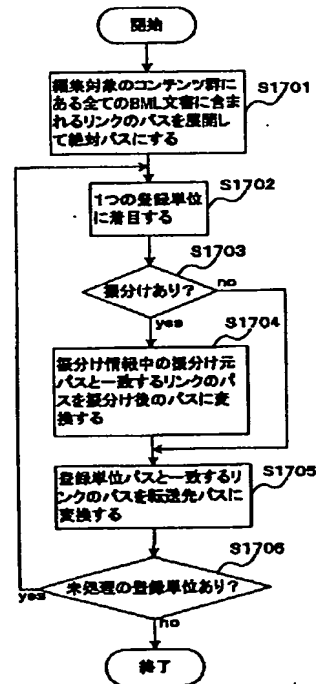 開始
編集対象のコンテンツ群に
ある全てのBML文書に含ま
れるリンクのパスを展開し
て絶対パスにする
S1701
1つの登録単位
に着目する
S1702
振分けあり?
S1703
no
yes
振分け情報中の振分け元
パスと一致するリンクのパ
スを振分け後のパスに変
換する
S1704
登録単位パスと一致するリ
ンクのパスを転送先パスに
変換する
S1705
未処理の登録単位あり?
S1706
yes
no
終了